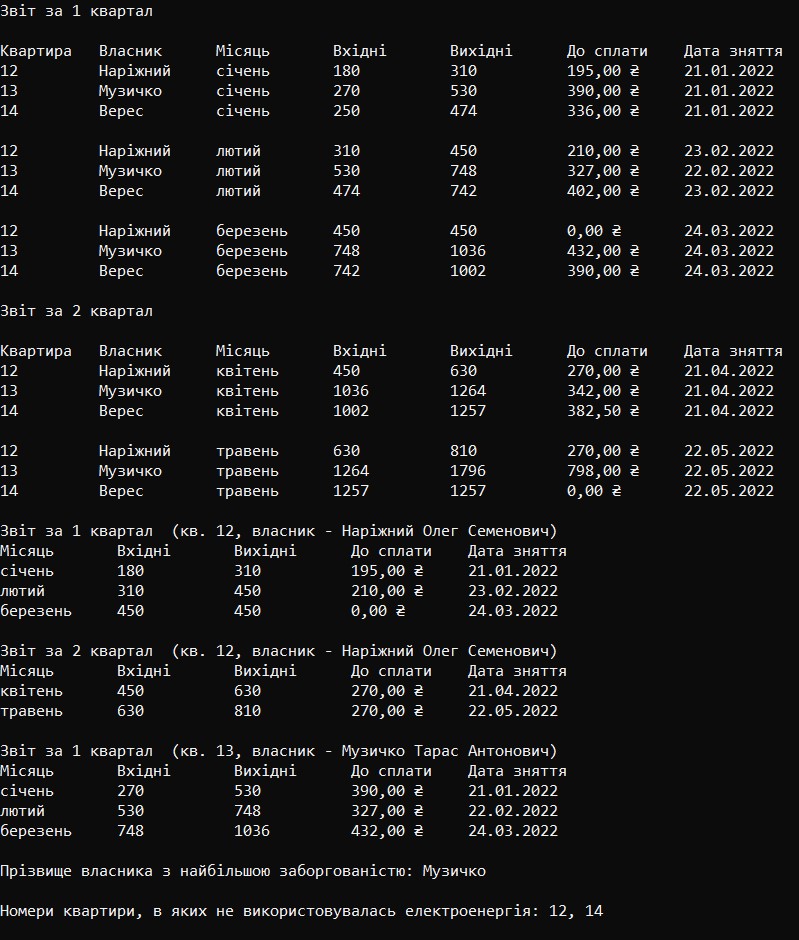 Звіт за 1 квартал
Квартира Власник Місяць Вхідні Вихідні До сплати Дата зняття
12 Наріжний січень 180 310 195,00 ₴ 21.01.2022
13 Музичко січень 270 530 390,00 ₴ 21.01.2022
14 Верес січень 250 474 336,00 ₴ 21.01.2022
12 Наріжний лютий 310 450 210,00 ₴ 23.02.2022
13 Музичко лютий 530 748 327,00 ₴ 22.02.2022
14 Верес лютий 474 742 402,00 ₴ 23.02.2022
12 Наріжний березень 450 450 0,00 ₴ 24.03.2022
13 Музичко березень 748 1036 432,00 ₴ 24.03.2022
14 Верес березень 742 1002 390,00 ₴ 24.03.2022
Звіт за 2 квартал
Квартира Власник Місяць Вхідні Вихідні До сплати Дата зняття
12 Наріжний квітень 450 630 270,00 ₴ 21.04.2022
13 Музичко квітень 1036 1264 342,00 ₴ 21.04.2022
14 Верес квітень 1002 1257 382,50 ₴ 21.04.2022
12 Наріжний травень 630 810 270,00 ₴ 22.05.2022
13 Музичко травень 1264 1796 798,00 ₴ 22.05.2022
14 Верес травень 1257 1257 0,00 ₴ 22.05.2022
Звіт за 1 квартал (кв. 12, власник - Наріжний Олег Семенович)
Місяць Вхідні Вихідні До сплати Дата зняття
січень 180 310 195,00 ₴ 21.01.2022
лютий 310 450 210,00 ₴ 23.02.2022
березень 450 450 0,00 ₴ 24.03.2022
Звіт за 2 квартал (кв. 12, власник - Наріжний Олег Семенович)
Місяць Вхідні Вихідні До сплати Дата зняття
квітень 450 630 270,00 ₴ 21.04.2022
травень 630 810 270,00 ₴ 22.05.2022
Звіт за 1 квартал (кв. 13, власник - Музичко Тарас Антонович)
Місяць Вхідні Вихідні До сплати Дата зняття
січень 270 530 390,00 ₴ 21.01.2022
лютий 530 748 327,00 ₴ 22.02.2022
березень 748 1036 432,00 ₴ 24.03.2022
Прізвище власника з найбільшою заборгованістю: Музичко
Номери квартири, в яких не використовувалась електроенергія: 12, 14